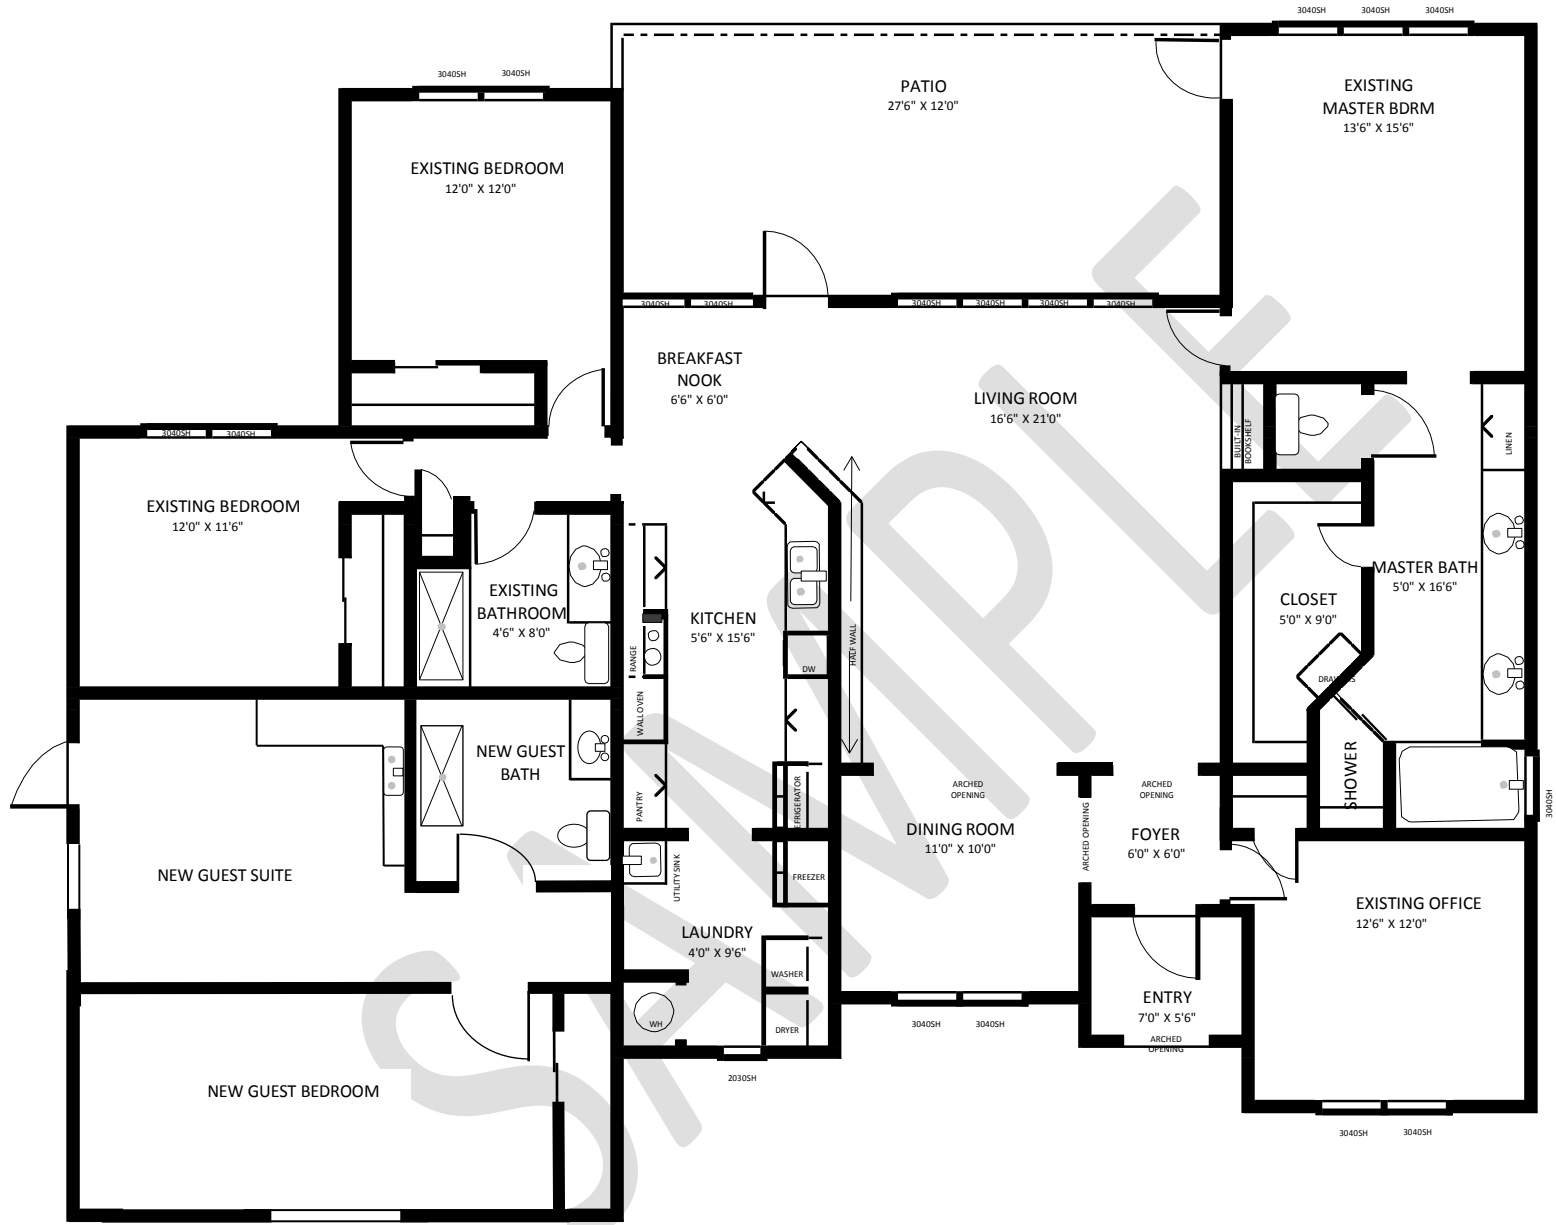 3040SH 3040SH 3040SH
PATIO
27'6" X 12'0"
EXISTING
MASTER BDRM
13'6" X 15'6"
3040SH 3040SH
EXISTING BEDROOM
12'0" X 12'0"
3040SH 3040SH
3040SH 3040SH 3040SH 3040SH
BREAKFAST
NOOK
6'6" X 6'0"
LIVING ROOM
16'6" X 21'0"
BUILT-IN
BOOKSHELF
LINEN
3040SH 3040SH
EXISTING BEDROOM
12'0" X 11'6"
EXISTING
BATHROOM
4'6" X 8'0"
KITCHEN
5'6" X 15'6"
RANGE
WALL OVEN
PANTRY
DW
HALF WALL
REFRIGERATOR
CLOSET
5'0" X 9'0"
MASTER BATH
5'0" X 16'6"
DRAWERS
SHOWER
3040SH
NEW GUEST
BATH
NEW GUEST SUITE
ARCHED
OPENING
DINING ROOM
11'0" X 10'0"
ARCHED OPENING
ARCHED
OPENING
FOYER
6'0" X 6'0"
UTILITY SINK
FREEZER
LAUNDRY
4'0" X 9'6"
WASHER
DRYER
WH
2030SH
EXISTING OFFICE
12'6" X 12'0"
ENTRY
7'0" X 5'6"
ARCHED
OPENING
3040SH 3040SH
3040SH 3040SH
NEW GUEST BEDROOM
SAMPLE